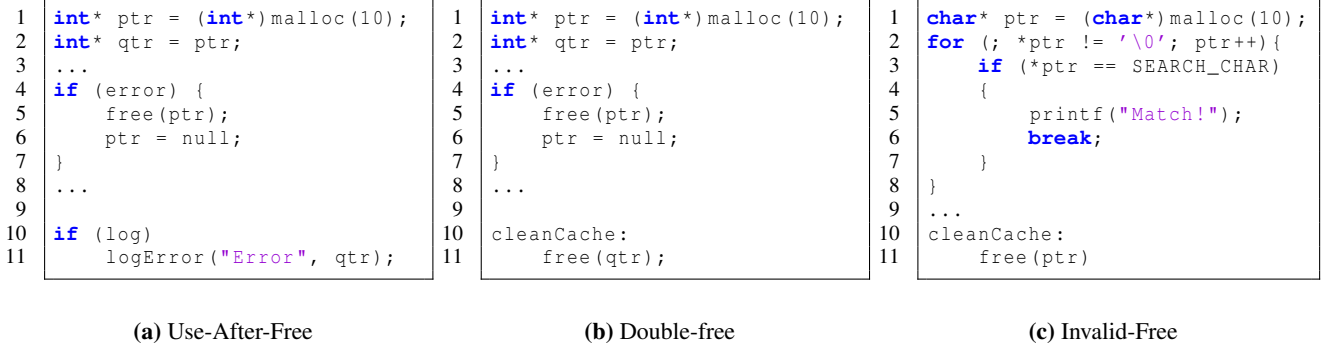 1 int* ptr = (int*)malloc(10);
2 int* qtr = ptr;
3 ...
4 if (error) {
5     free(ptr);
6     ptr = null;
7 }
8 ...
9
10 if (log)
11     logError("Error", qtr);
(a) Use-After-Free
1 int* ptr = (int*)malloc(10);
2 int* qtr = ptr;
3 ...
4 if (error) {
5     free(ptr);
6     ptr = null;
7 }
8 ...
9
10 cleanCache:
11     free(qtr);
(b) Double-free
1 char* ptr = (char*)malloc(10);
2 for (; *ptr != '\0'; ptr++){
3     if (*ptr == SEARCH_CHAR)
4     {
5         printf("Match!");
6         break;
7     }
8 }
9 ...
10 cleanCache:
11     free(ptr)
(c) Invalid-Free